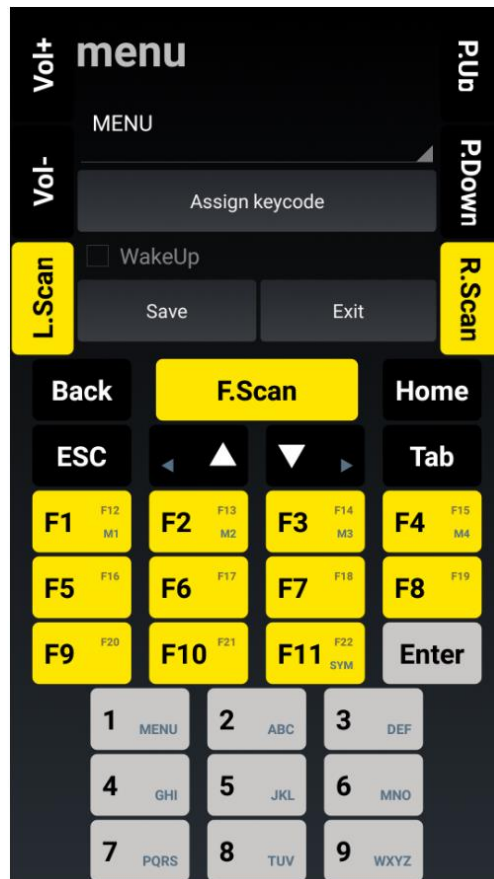 Vol+
menu
P.Up
MENU
Vol-
P.Down
Assign keycode
L.Scan
WakeUp
R.Scan
Save Exit
Back F.Scan Home
ESC Tab
F1 F12 M1 F2 F13 M2 F3 F14 M3 F4 F15 M4
F5 F16 F6 F17 F7 F18 F8 F19
F9 F20 F10 F21 F11 F22 SYM Enter
1 MENU 2 ABC 3 DEF
4 GHI 5 JKL 6 MNO
7 PQRS 8 TUV 9 WXYZ